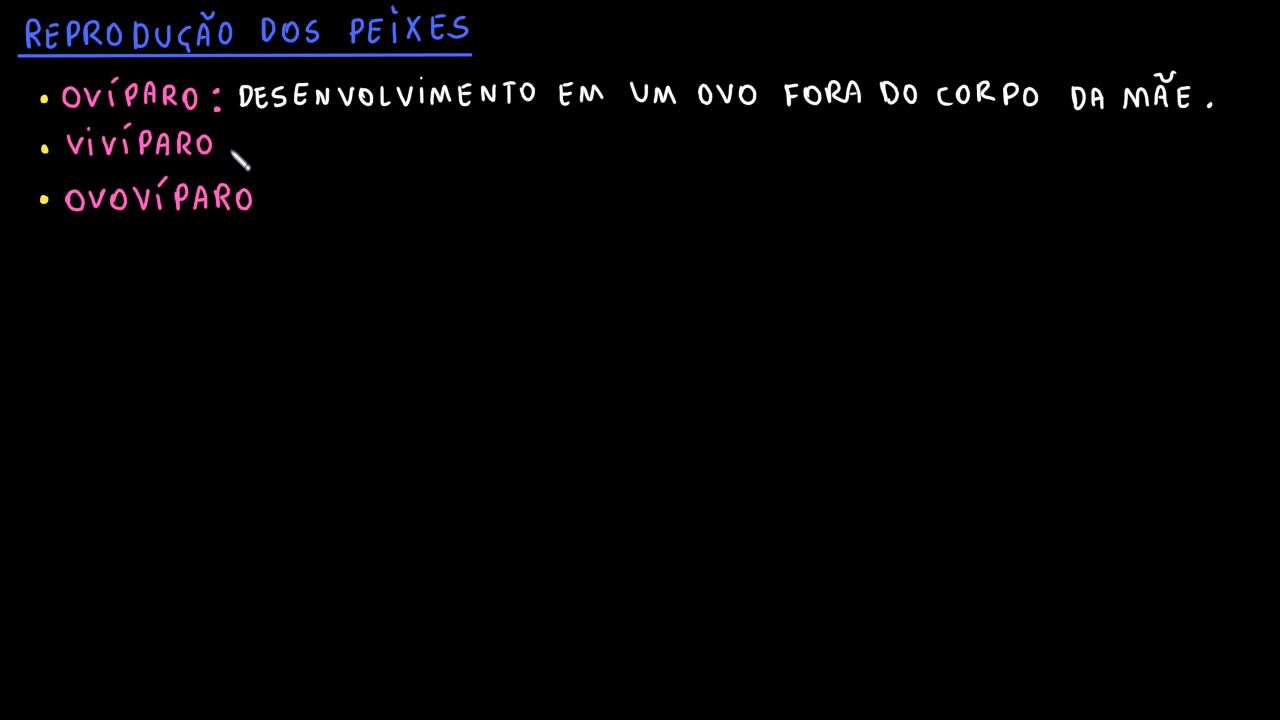 REPRODUÇÃO DOS PEIXES
• OVÍPARO: DESENVOLVIMENTO EM UM OVO FORA DO CORPO DA MÃE.
• VIVÍPARO
• OVOVÍPARO